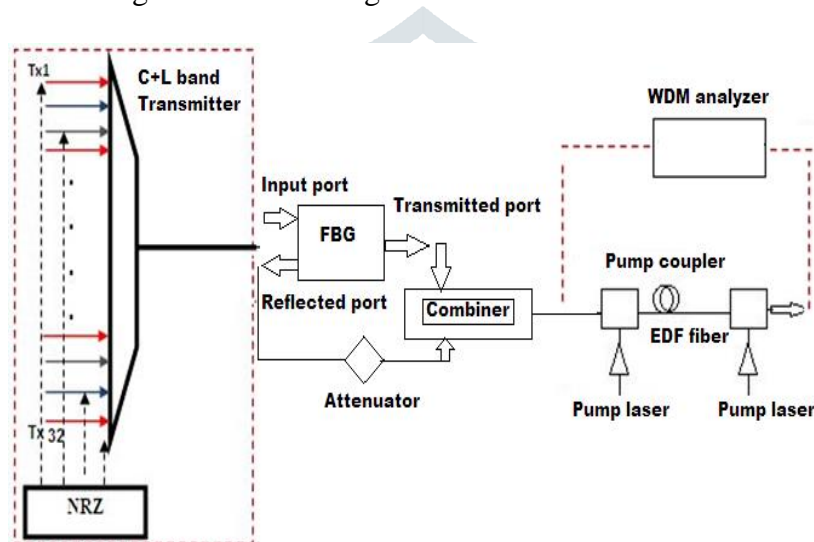 Tx1
C+L band
Transmitter
WDM analyzer
Input port
FBG
Transmitted port
Reflected port
Pump coupler
Combiner
EDF fiber
Attenuator
Pump laser
Pump laser
Tx 32
NRZ